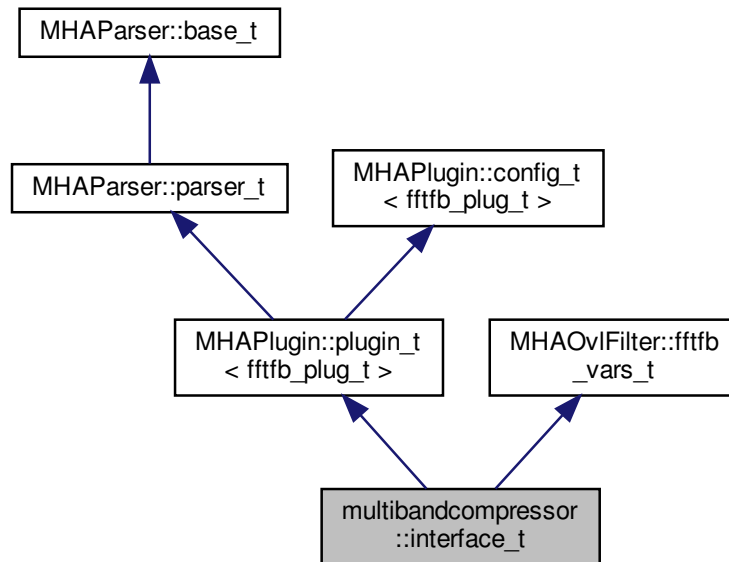 MHAParser::base_t
MHAParser::parser_t
MHAPlugin::config_t
< fftfb_plug_t >
MHAPlugin::plugin_t
< fftfb_plug_t >
MHAOvlFilter::fftfb
_vars_t
multibandcompressor
::interface_t